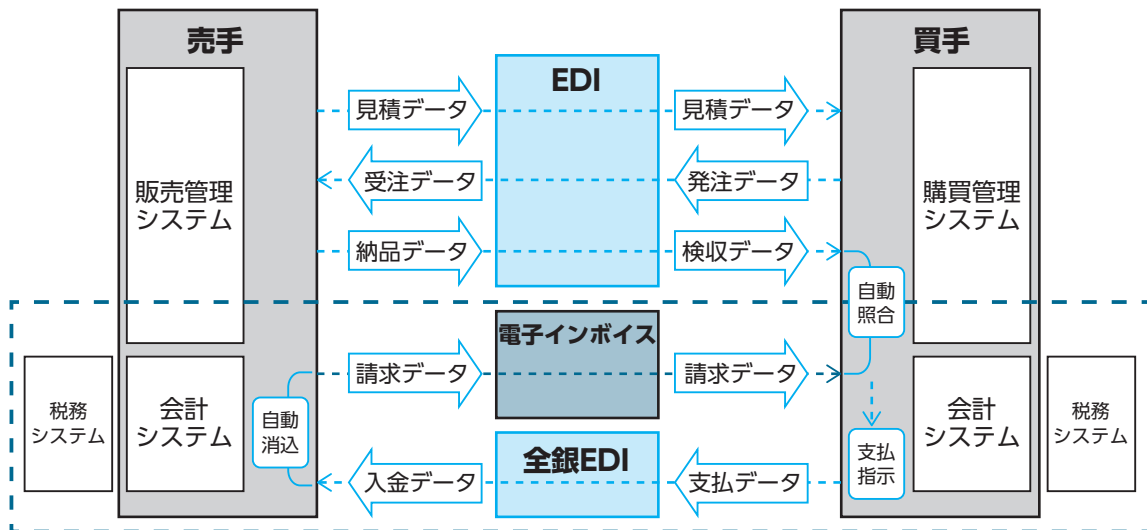 売手
EDI
買手
見積データ
見積データ
販売管理
システム
受注データ
発注データ
購買管理
システム
納品データ
検収データ
自動
照合
電子インボイス
請求データ
請求データ
税務
システム
会計
システム
自動
消込
会計
システム
税務
システム
支払
指示
全銀EDI
入金データ
支払データ